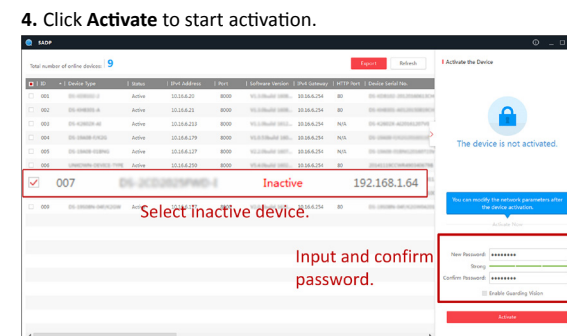 4. Click Activate to start activation.
SADP
Total number of online devices: 9
Export Refresh
Activate the Device
ID Device Type Status IPv4 Address Port Software Version IPv4 Gateway HTTP Port Device Serial No.
001 Active 10.16.6.20 8000 10.16.6.254 80
002 Active 10.16.6.21 8000 10.16.6.254 80
003 Active 10.16.6.213 8000 10.16.6.254 N/A
004 Active 10.16.6.179 8000 10.16.6.254 N/A
005 Active 10.16.6.127 8000 10.16.6.254 N/A
006 Active 10.16.6.250 8000 10.16.6.254 80
The device is not activated.
007 DS-2CD2025FWD-I Inactive 192.168.1.64
009 8000 10.16.6.254 80
Select inactive device.
You can modify the network parameters after
the device activation.
Activate Now
Input and confirm
password.
New Password: ●●●●●●●●
Strong
Confirm Password: ●●●●●●●●
Enable Guarding Vision
Activate